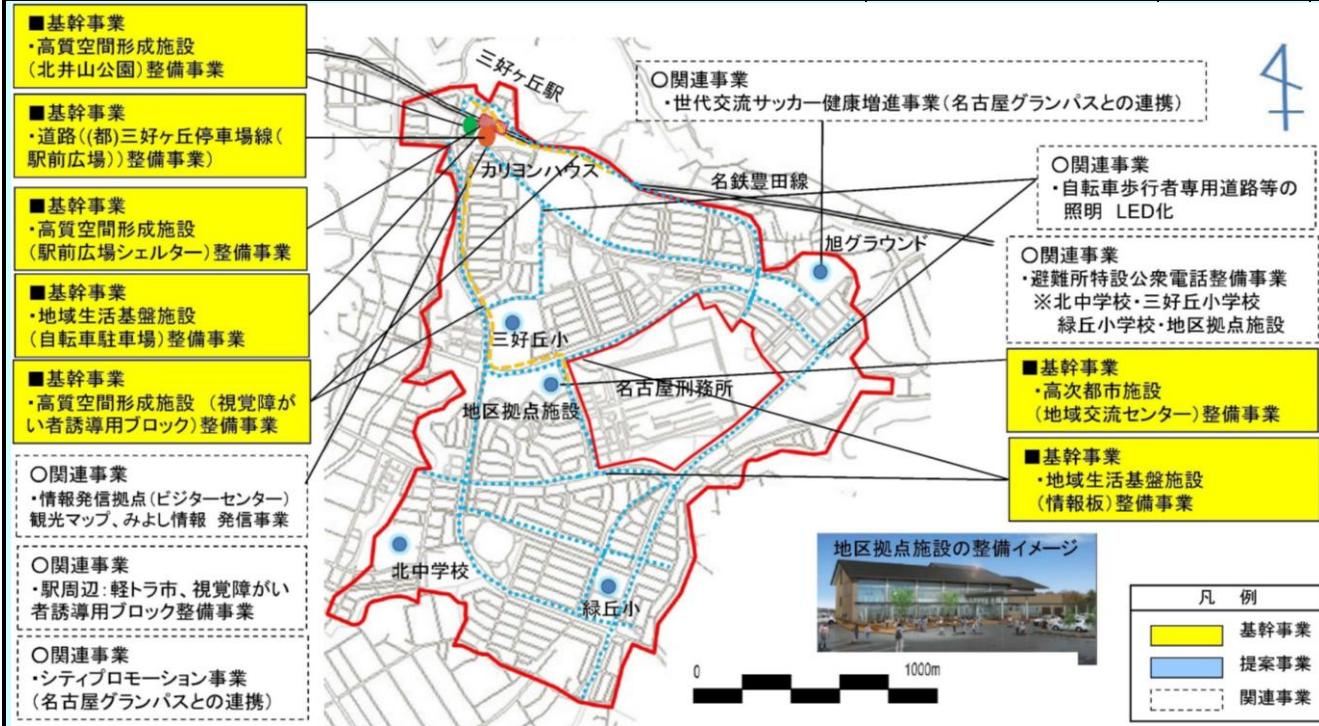 ■基幹事業
・高質空間形成施設
(北井山公園)整備事業
■基幹事業
・道路((都)三好ヶ丘停車場線(
駅前広場))整備事業)
■基幹事業
・高質空間形成施設
(駅前広場シェルター)整備事業
■基幹事業
・地域生活基盤施設
(自転車駐車場)整備事業
■基幹事業
・高質空間形成施設 (視覚障が
い者誘導用ブロック)整備事業
○関連事業
・情報発信拠点(ビジターセンター)
観光マップ、みよし情報 発信事業
○関連事業
・駅周辺:軽トラ市、視覚障がい
者誘導用ブロック整備事業
○関連事業
・シティプロモーション事業
(名古屋グランパスとの連携)
三好ヶ丘駅
カリヨンハウス
名鉄豊田線
旭グラウンド
三好丘小
名古屋刑務所
地区拠点施設
北中学校
緑丘小
○関連事業
・世代交流サッカー健康増進事業(名古屋グランパスとの連携)
○関連事業
・自転車歩行者専用道路等の
照明 LED化
○関連事業
・避難所特設公衆電話整備事業
※北中学校・三好丘小学校
緑丘小学校・地区拠点施設
■基幹事業
・高次都市施設
(地域交流センター)整備事業
■基幹事業
・地域生活基盤施設
(情報板)整備事業
地区拠点施設の整備イメージ
0 1000m
凡 例
基幹事業
提案事業
関連事業